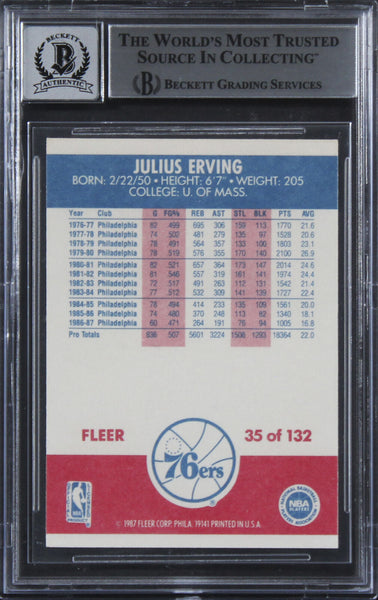 BECKETT
AUTHENTIC
THE WORLD'S MOST TRUSTED
SOURCE IN COLLECTING™
BECKETT GRADING SERVICES
JULIUS ERVING
BORN: 2/22/50 • HEIGHT: 6'7" • WEIGHT: 205
COLLEGE: U. OF MASS.
Year Club G FG% REB AST STL BLK PTS AVG
1976-77 Philadelphia 82 .499 695 306 159 113 1770 21.6
1977-78 Philadelphia 74 .502 481 279 135 97 1528 20.6
1978-79 Philadelphia 78 .491 564 357 133 100 1803 23.1
1979-80 Philadelphia 78 .519 576 355 170 140 2100 26.9
1980-81 Philadelphia 82 .521 657 364 173 147 2014 24.6
1981-82 Philadelphia 81 .546 557 319 161 141 1974 24.4
1982-83 Philadelphia 72 .517 491 263 112 131 1542 21.4
1983-84 Philadelphia 77 .512 532 309 141 139 1727 22.4
1984-85 Philadelphia 78 .494 414 233 135 109 1561 20.0
1985-86 Philadelphia 74 .480 370 248 113 82 1340 18.1
1986-87 Philadelphia 60 .471 264 191 76 94 1005 16.8
Pro Totals 836 .507 5601 3224 1508 1293 18364 22.0
FLEER
35 of 132
76ers
NBA
PRODUCT
NATIONAL BASKETBALL
NBA
PLAYERS
PLAYERS ASSOCIATION
© 1987 FLEER CORP. PHILA. 19141 PRINTED IN U.S.A.